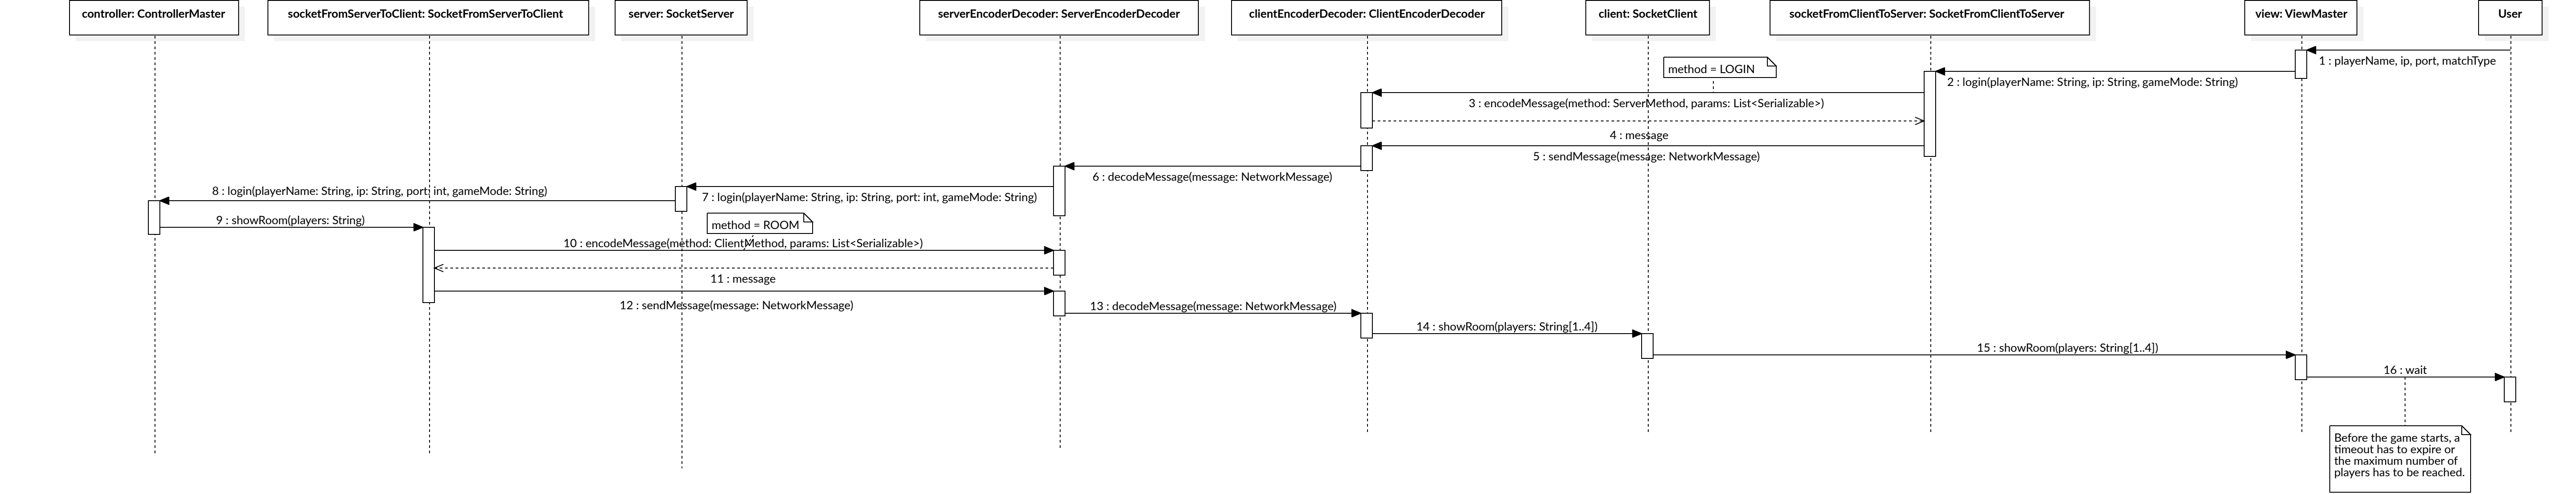 controller: ControllerMaster
socketFromServerToClient: SocketFromServerToClient
server: SocketServer
serverEncoderDecoder: ServerEncoderDecoder
clientEncoderDecoder: ClientEncoderDecoder
client: SocketClient
socketFromClientToServer: SocketFromClientToServer
view: ViewMaster
User
1 : playerName, ip, port, matchType
method = LOGIN
2 : login(playerName: String, ip: String, gameMode: String)
3 : encodeMessage(method: ServerMethod, params: List<Serializable>)
4 : message
5 : sendMessage(message: NetworkMessage)
6 : decodeMessage(message: NetworkMessage)
7 : login(playerName: String, ip: String, port: int, gameMode: String)
8 : login(playerName: String, ip: String, port: int, gameMode: String)
9 : showRoom(players: String)
method = ROOM
10 : encodeMessage(method: ClientMethod, params: List<Serializable>)
11 : message
12 : sendMessage(message: NetworkMessage)
13 : decodeMessage(message: NetworkMessage)
14 : showRoom(players: String[1..4])
15 : showRoom(players: String[1..4])
16 : wait
Before the game starts, a
timeout has to expire or
the maximum number of
players has to be reached.